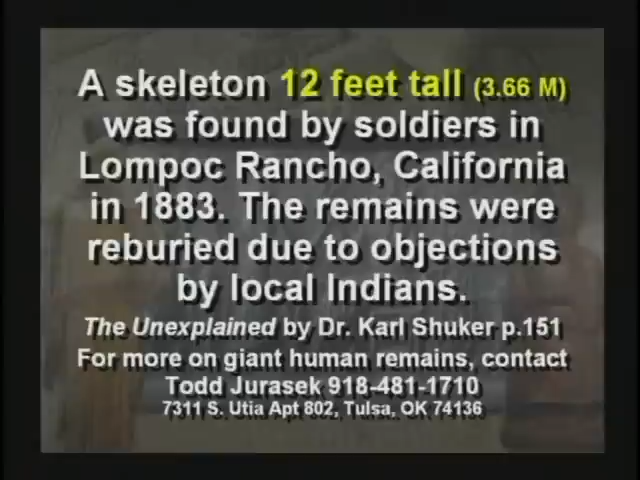 A skeleton 12 feet tall (3.66 M)
was found by soldiers in
Lompoc Rancho, California
in 1883. The remains were
reburied due to objections
by local Indians.
The Unexplained by Dr. Karl Shuker p.151
For more on giant human remains, contact
Todd Jurasek 918-481-1710
7311 S. Utia Apt 802, Tulsa, OK 74136